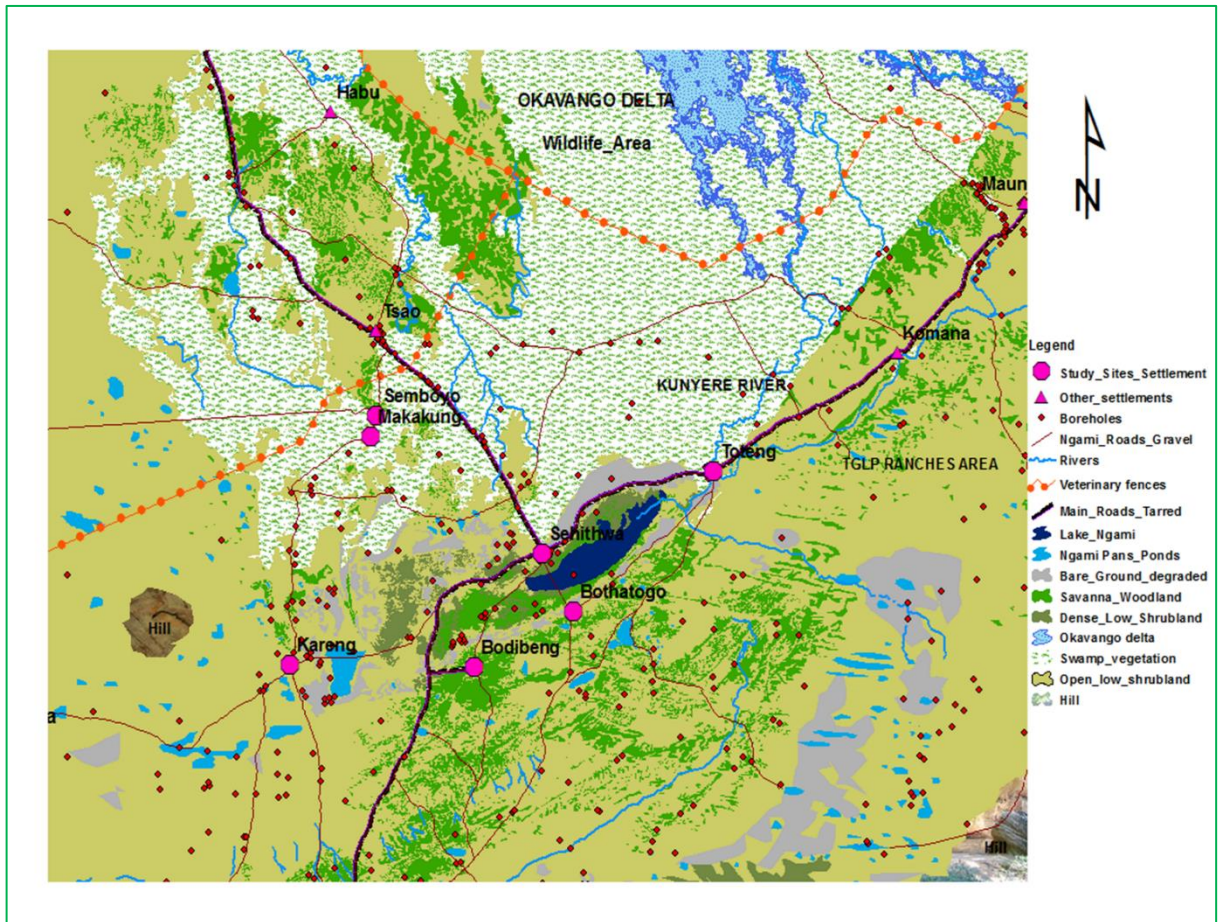 Habu
OKAVANGO DELTA
Wildlife_Area
Maun
N
Tsao
Komana
Semboyo
Makakung
KUNYERE RIVER
Toteng
TGLP RANCHES AREA
Sehithwa
Bothatogo
Hill
Kareng
Bodibeng
a
Hill
Legend
Study_Sites_Settlement
Other_settlements
Boreholes
Ngami_Roads_Gravel
Rivers
Veterinary fences
Main_Roads_Tarred
Lake_Ngami
Ngami Pans_Ponds
Bare_Ground_degraded
Savanna_Woodland
Dense_Low_Shrubland
Okavango delta
Swamp_vegetation
Open_low_shrubland
Hill